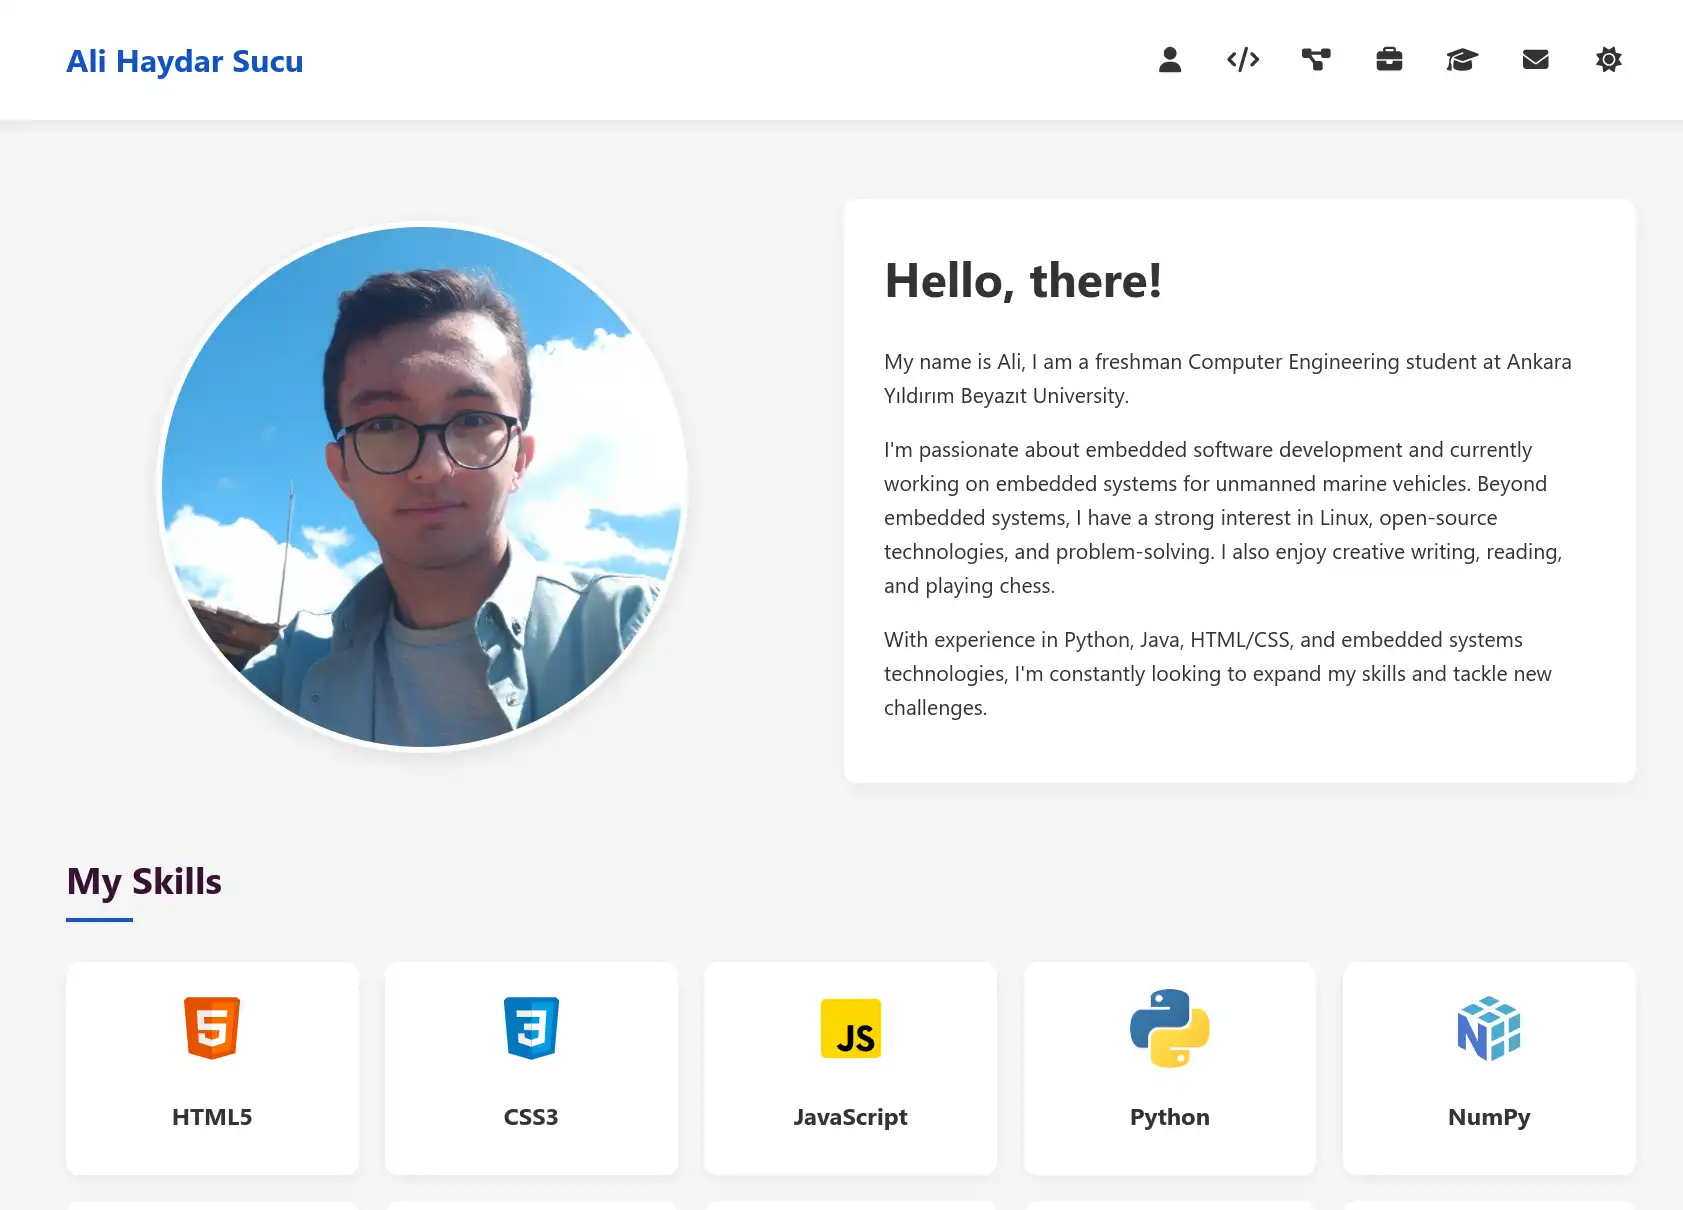 Ali Haydar Sucu
Hello, there!
My name is Ali, I am a freshman Computer Engineering student at Ankara
Yıldırım Beyazıt University.
I'm passionate about embedded software development and currently
working on embedded systems for unmanned marine vehicles. Beyond
embedded systems, I have a strong interest in Linux, open-source
technologies, and problem-solving. I also enjoy creative writing, reading,
and playing chess.
With experience in Python, Java, HTML/CSS, and embedded systems
technologies, I'm constantly looking to expand my skills and tackle new
challenges.
My Skills
5
3
JS
N
HTML5
CSS3
JavaScript
Python
NumPy